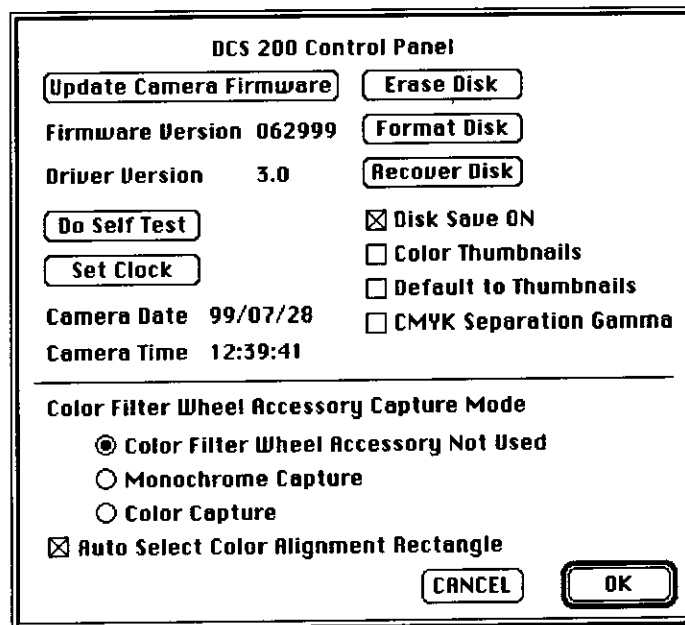 DCS 200 Control Panel
Update Camera Firmware
Erase Disk
Firmware Version 062999
Format Disk
Driver Version 3.0
Recover Disk
Do Self Test
Disk Save ON
Set Clock
Color Thumbnails
Default to Thumbnails
Camera Date 99/07/28
CMYK Separation Gamma
Camera Time 12:39:41
Color Filter Wheel Accessory Capture Mode
Color Filter Wheel Accessory Not Used
Monochrome Capture
Color Capture
Auto Select Color Alignment Rectangle
CANCEL
OK